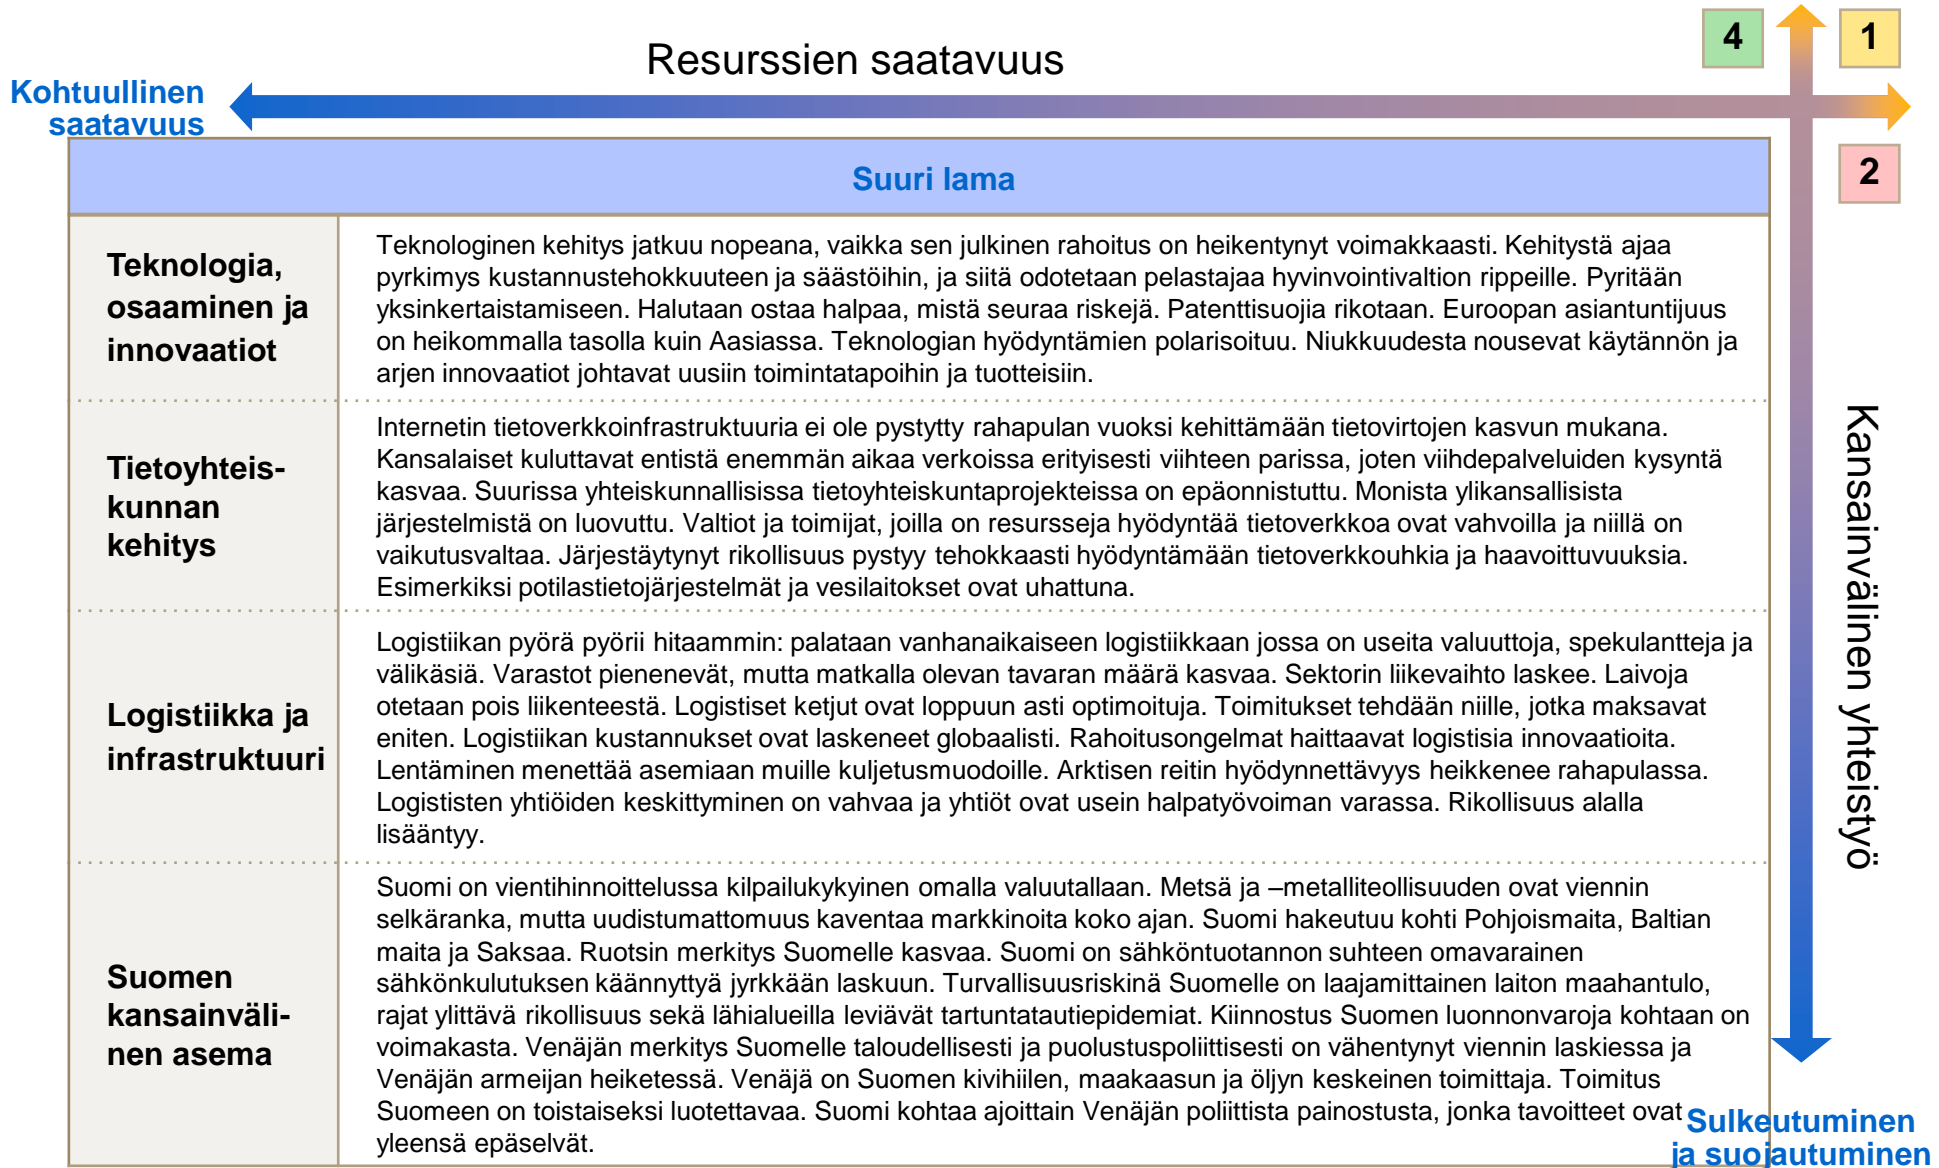 Resurssien saatavuus
4
1
Kohtuullinen
saatavuus
2
Suuri lama
Teknologia,
osaaminen ja
innovaatiot
Teknologinen kehitys jatkuu nopeana, vaikka sen julkinen rahoitus on heikentynyt voimakkaasti. Kehitystä ajaa
pyrkimys kustannustehokkuuteen ja säästöihin, ja siitä odotetaan pelastajaa hyvinvointivaltion rippeille. Pyritään
yksinkertaistamiseen. Halutaan ostaa halpaa, mistä seuraa riskejä. Patenttisuojia rikotaan. Euroopan asiantuntijuus
on heikommalla tasolla kuin Aasiassa. Teknologian hyödyntämien polarisoituu. Niukkuudesta nousevat käytännön ja
arjen innovaatiot johtavat uusiin toimintatapoihin ja tuotteisiin.
Tietoyhteis-
kunnan
kehitys
Internetin tietoverkkoinfrastruktuuria ei ole pystytty rahapulan vuoksi kehittämään tietovirtojen kasvun mukana.
Kansalaiset kuluttavat entistä enemmän aikaa verkoissa erityisesti viihteen parissa, joten viihdepalveluiden kysyntä
kasvaa. Suurissa yhteiskunnallisissa tietoyhteiskuntaprojekteissa on epäonnistuttu. Monista ylikansallisista
järjestelmistä on luovuttu. Valtiot ja toimijat, joilla on resursseja hyödyntää tietoverkkoa ovat vahvoilla ja niillä on
vaikutusvaltaa. Järjestäytynyt rikollisuus pystyy tehokkaasti hyödyntämään tietoverkkouhkia ja haavoittuvuuksia.
Esimerkiksi potilastietojärjestelmät ja vesilaitokset ovat uhattuna.
Logistiikka ja
infrastruktuuri
Logistiikan pyörä pyörii hitaammin: palataan vanhanaikaiseen logistiikkaan jossa on useita valuuttoja, spekulantteja ja
välikäsiä. Varastot pienenevät, mutta matkalla olevan tavaran määrä kasvaa. Sektorin liikevaihto laskee. Laivoja
otetaan pois liikenteestä. Logistiset ketjut ovat loppuun asti optimoituja. Toimitukset tehdään niille, jotka maksavat
eniten. Logistiikan kustannukset ovat laskeneet globaalisti. Rahoitusongelmat haittaavat logistisia innovaatioita.
Lentäminen menettää asemiaan muille kuljetusmuodoille. Arktisen reitin hyödynnettävyys heikkenee rahapulassa.
Logististen yhtiöiden keskittyminen on vahvaa ja yhtiöt ovat usein halpatyövoiman varassa. Rikollisuus alalla
lisääntyy.
Suomen
kansainväli-
nen asema
Suomi on vientihinnoittelussa kilpailukykyinen omalla valuutallaan. Metsä ja –metalliteollisuuden ovat viennin
selkäranka, mutta uudistumattomuus kaventaa markkinoita koko ajan. Suomi hakeutuu kohti Pohjoismaita, Baltian
maita ja Saksaa. Ruotsin merkitys Suomelle kasvaa. Suomi on sähköntuotannon suhteen omavarainen
sähkönkulutuksen käännyttyä jyrkkään laskuun. Turvallisuusriskinä Suomelle on laajamittainen laiton maahantulo,
rajat ylittävä rikollisuus sekä lähialueilla leviävät tartuntatautiepidemiat. Kiinnostus Suomen luonnonvaroja kohtaan on
voimakasta. Venäjän merkitys Suomelle taloudellisesti ja puolustuspoliittisesti on vähentynyt viennin laskiessa ja
Venäjän armeijan heiketessä. Venäjä on Suomen kivihiilen, maakaasun ja öljyn keskeinen toimittaja. Toimitus
Suomeen on toistaiseksi luotettavaa. Suomi kohtaa ajoittain Venäjän poliittista painostusta, jonka tavoitteet ovat
yleensä epäselvät.
Kansainvälinen yhteistyö
Sulkeutuminen
ja suojautuminen